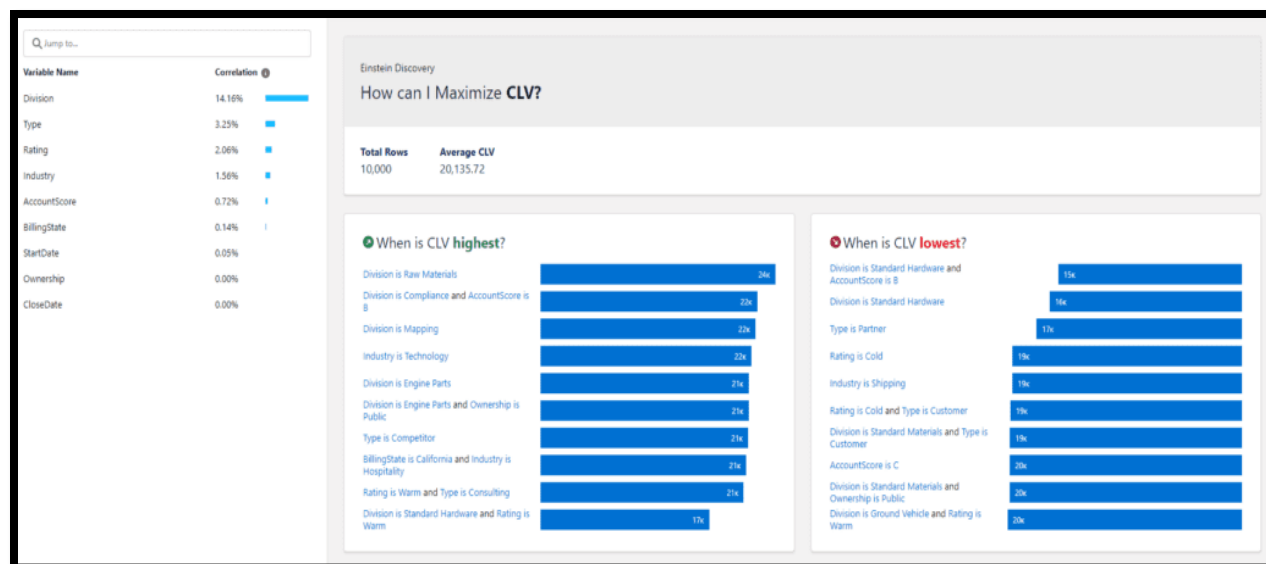 Jump to...
Variable Name Correlation
Division 14.16%
Type 3.25%
Rating 2.06%
Industry 1.56%
AccountScore 0.72%
BillingState 0.14%
StartDate 0.05%
Ownership 0.00%
CloseDate 0.00%
Einstein Discovery
How can I Maximize CLV?
Total Rows Average CLV
10,000 20,135.72
When is CLV highest?
Division is Raw Materials 24K
Division is Compliance and AccountScore is
B 22K
Division is Mapping 22K
Industry is Technology 22K
Division is Engine Parts 21K
Division is Engine Parts and Ownership is
Public 21K
Type is Competitor 21K
BillingState is California and Industry is
Hospitality 21K
Rating is Warm and Type is Consulting 21K
Division is Standard Hardware and Rating is
Warm 17K
When is CLV lowest?
Division is Standard Hardware and
AccountScore is B 15K
Division is Standard Hardware 16K
Type is Partner 17K
Rating is Cold 19K
Industry is Shipping 19K
Rating is Cold and Type is Customer 19K
Division is Standard Materials and Type is
Customer 19K
AccountScore is C 20K
Division is Standard Materials and
Ownership is Public 20K
Division is Ground Vehicle and Rating is
Warm 20K